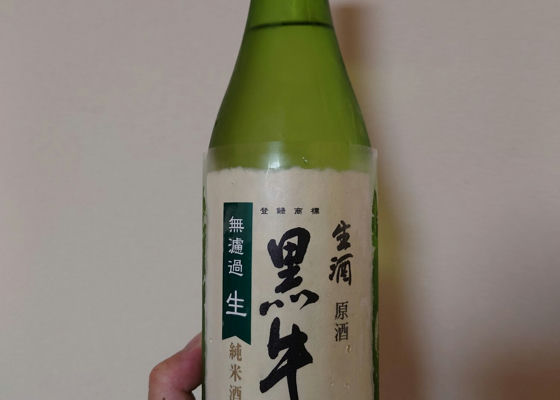 登録商標
生酒 原酒
黒牛
無濾過 生
純米酒